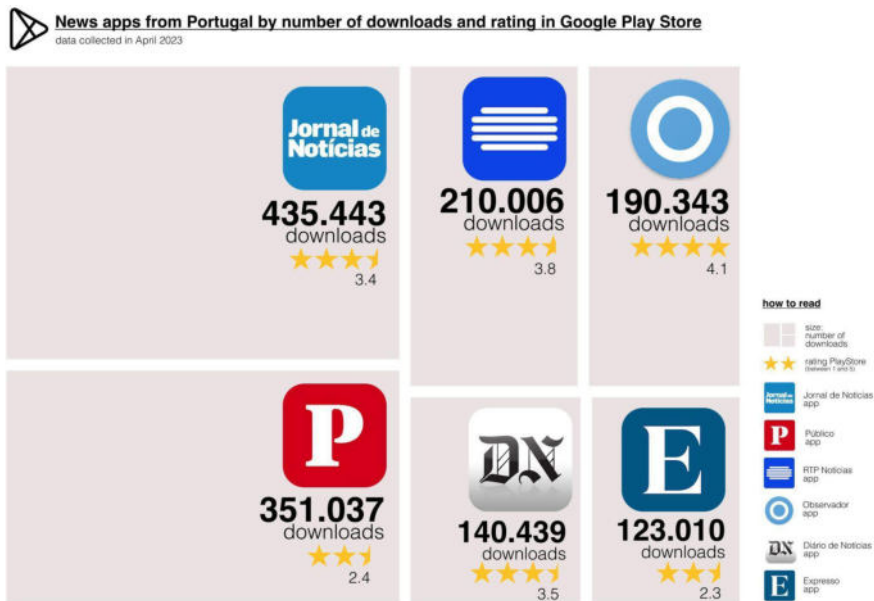 News apps from Portugal by number of downloads and rating in Google Play Store
data collected in April 2023
Jornal de
Notícias
435.443
downloads
3.4
210.006
downloads
3.8
190.343
downloads
4.1
P
351.037
downloads
2.4
DN
140.439
downloads
3.5
E
123.010
downloads
2.3
how to read
size:
number of
downloads
rating PlayStore
(between 1 and 5)
Jornal de
Notícias
Jornal de Notícias
app
P
Público
app
RTP Notícias
app
Observador
app
DN
Diário de Notícias
app
E
Expresso
app